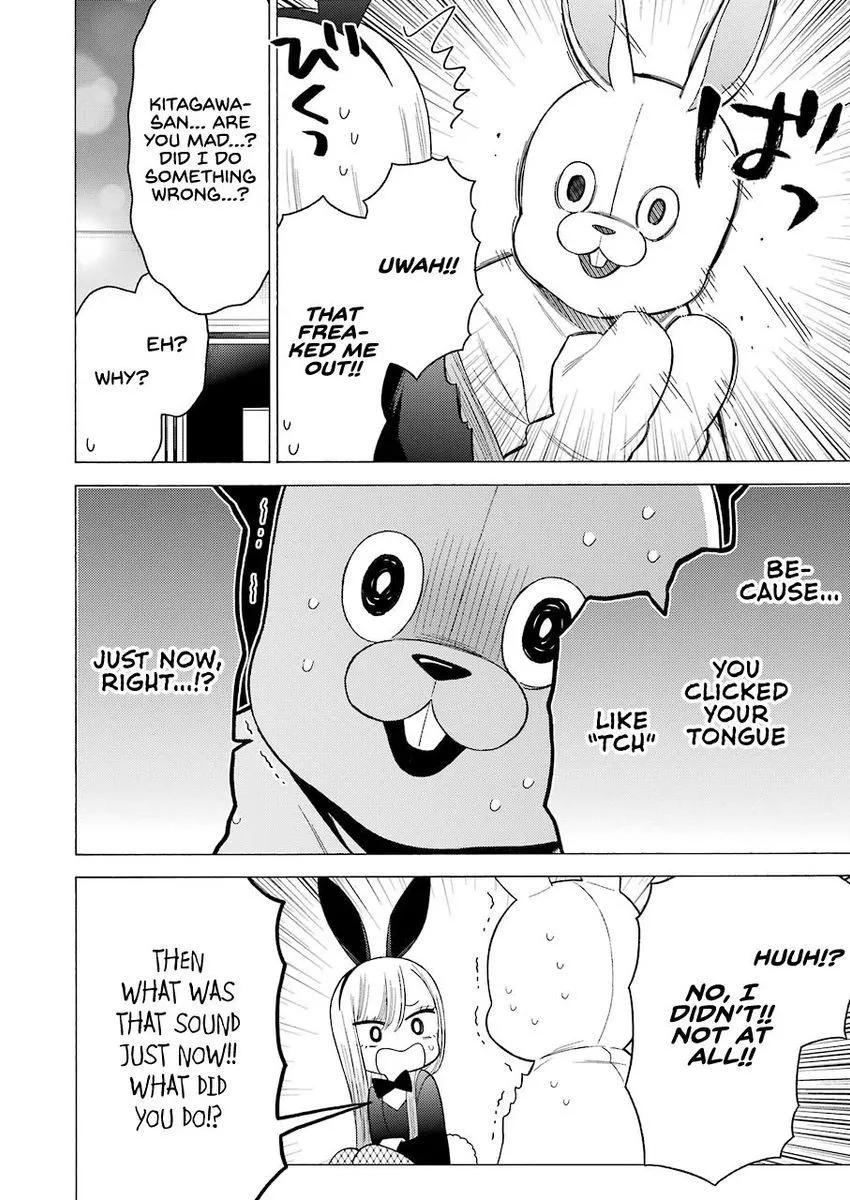 ばっ
びくっ
UWAH!!
THAT
FREA-
KED ME
OUT!!
KITAGAWA-
SAN... ARE
YOU MAD...?
DID I DO
SOMETHING
WRONG...?
EH?
WHY?
BE-
CAUSE...
YOU
CLICKED
YOUR
TONGUE
LIKE
"TCH"
JUST NOW,
RIGHT...!?
HUUH!?
NO, I
DIDN'T!!
NOT AT
ALL!!
THEN
WHAT WAS
THAT SOUND
JUST NOW!!
WHAT DID
YOU DO!?